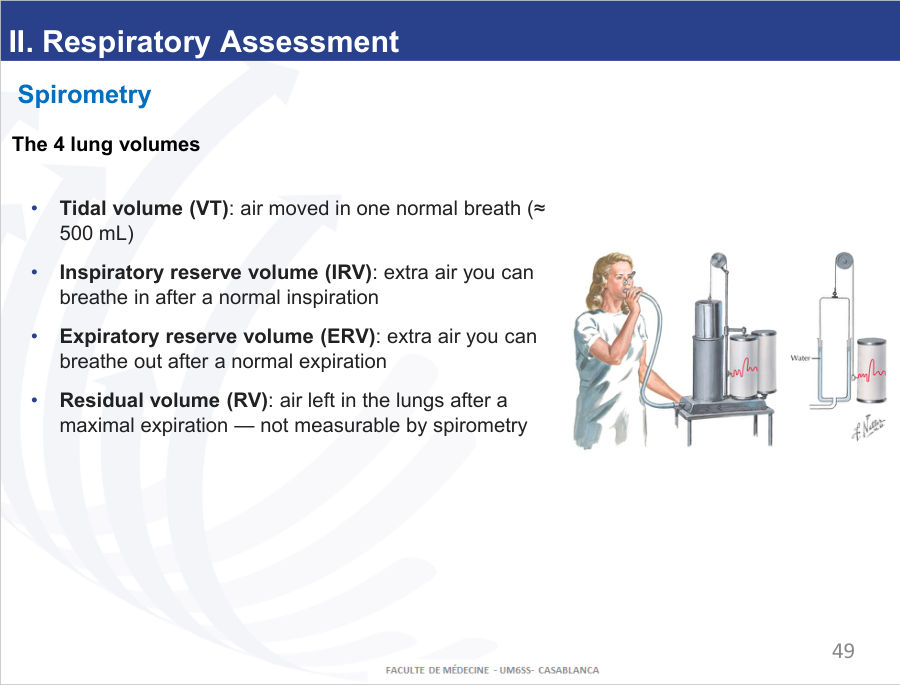 II. Respiratory Assessment
Spirometry
The 4 lung volumes
• Tidal volume (VT): air moved in one normal breath (≈
500 mL)
• Inspiratory reserve volume (IRV): extra air you can
breathe in after a normal inspiration
• Expiratory reserve volume (ERV): extra air you can
breathe out after a normal expiration
• Residual volume (RV): air left in the lungs after a
maximal expiration — not measurable by spirometry
Water
F. Netter
49
FACULTE DE MÉDECINE - UM6SS- CASABLANCA